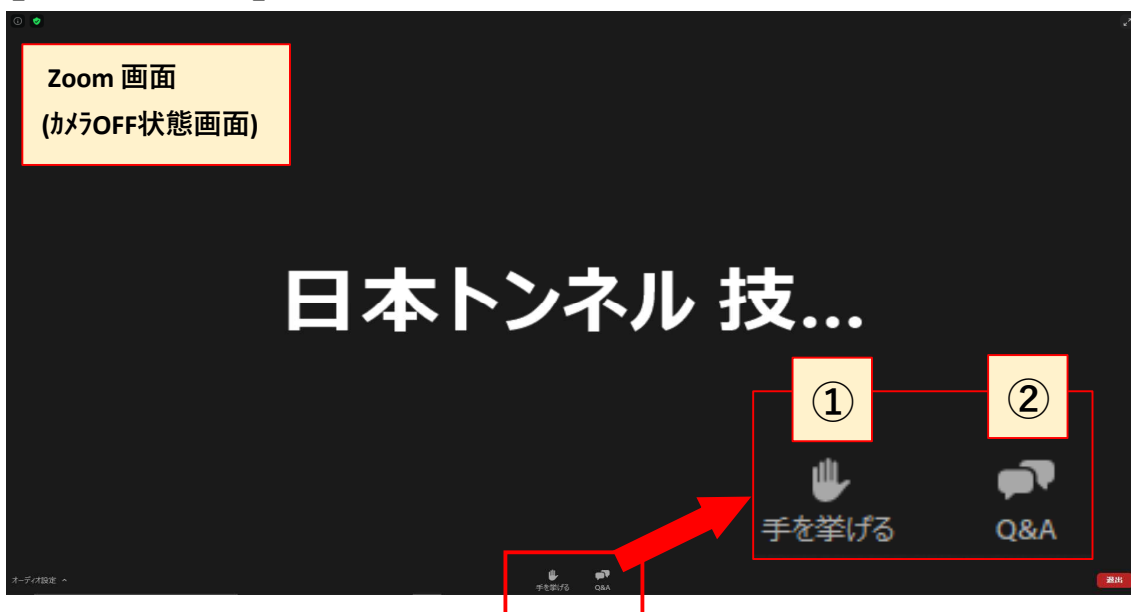 Zoom 画面
(ｶﾒﾗOFF状態画面)
日本トンネル 技...
① ②
手を挙げる Q&A
オーディオ設定 ^ 手を挙げる Q&A 退出